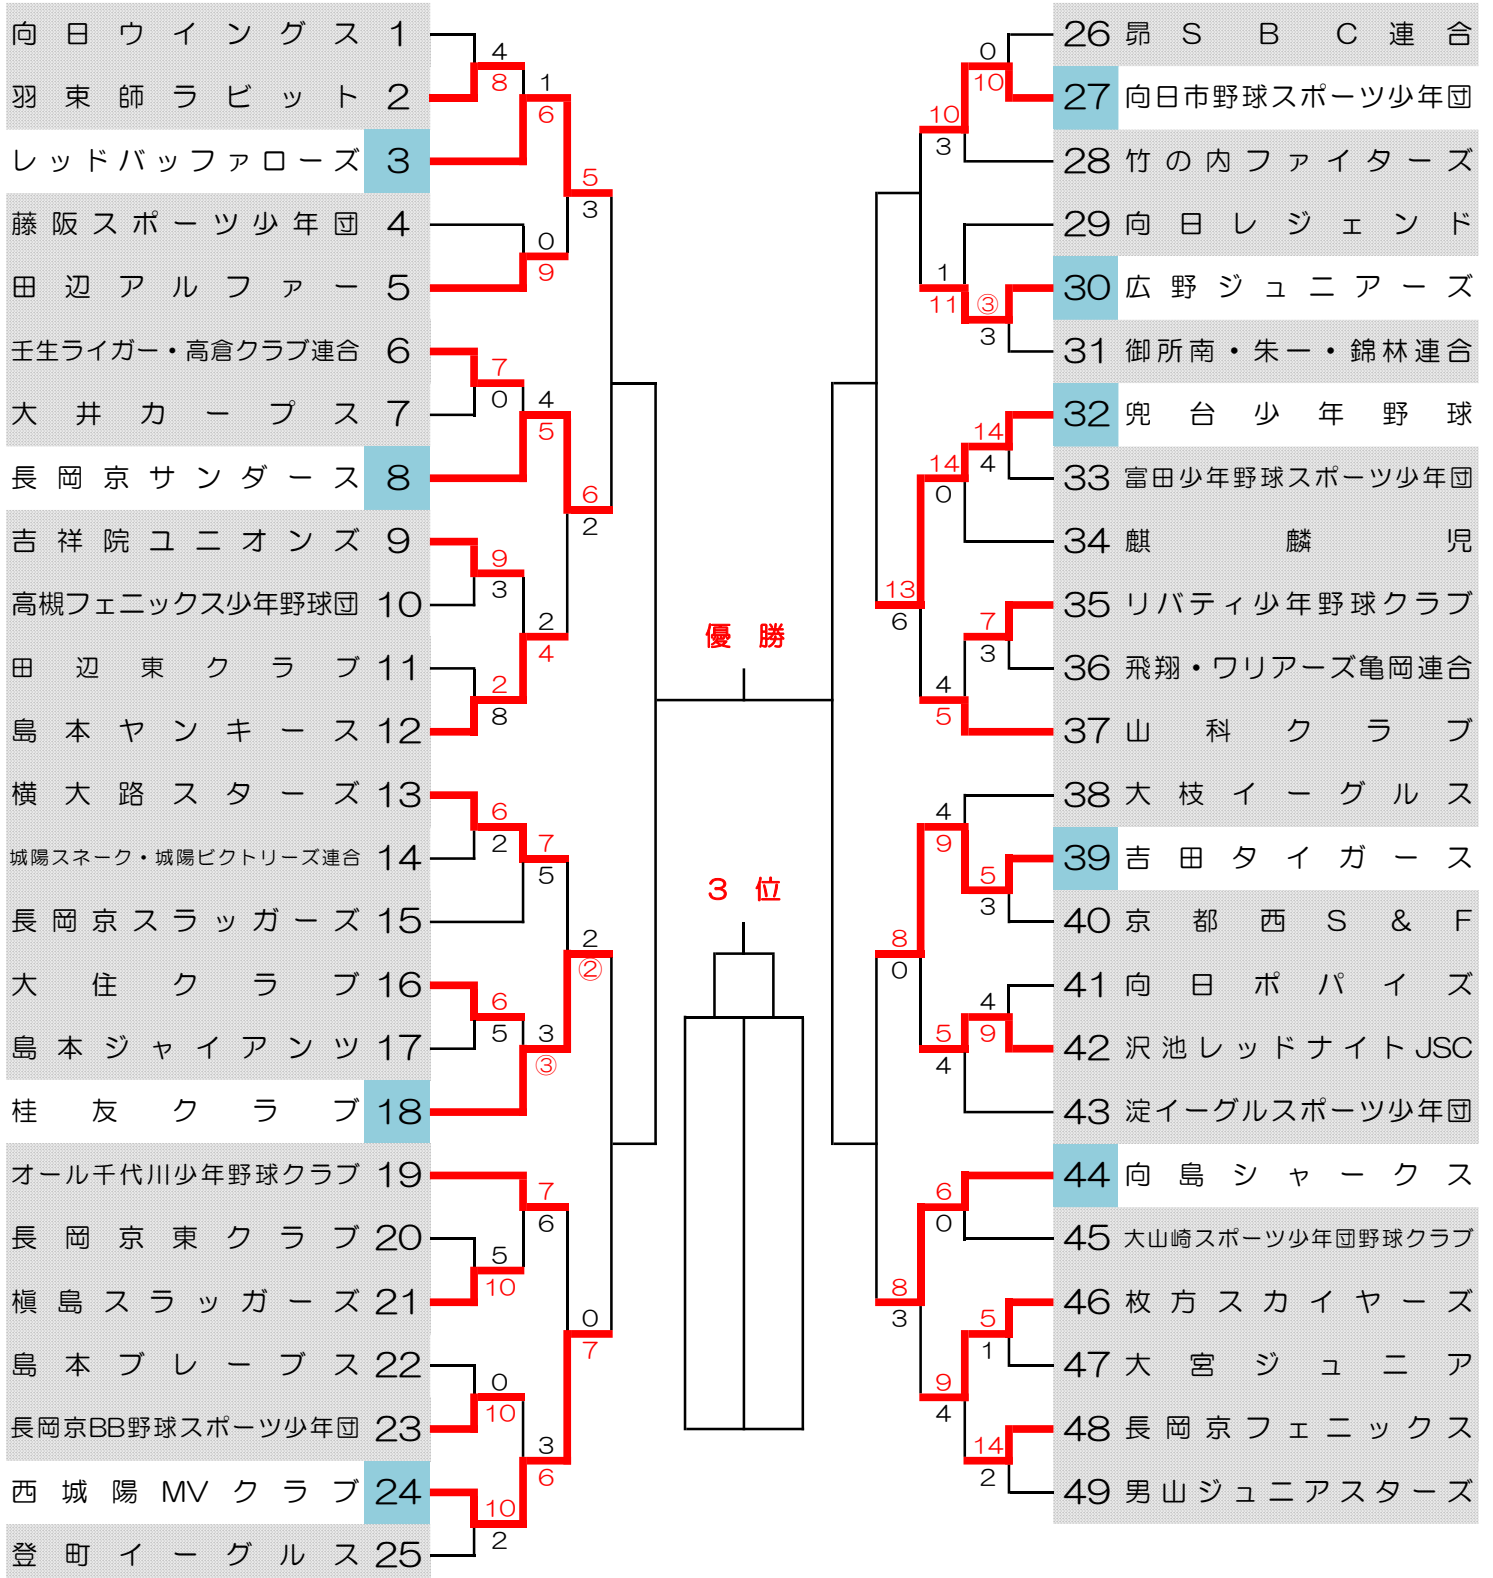 向日ウイングス 1
羽束師ラビット 2
レッドバッファローズ 3
藤阪スポーツ少年団 4
田辺アルファー 5
壬生ライガー・高倉クラブ連合 6
大井カープス 7
長岡京サンダース 8
吉祥院ユニオンズ 9
高槻フェニックス少年野球団 10
田辺東クラブ 11
島本ヤンキース 12
横大路スターズ 13
城陽スネーク・城陽ビクトリーズ連合 14
長岡京スラッガーズ 15
大住クラブ 16
島本ジャイアンツ 17
桂友クラブ 18
オール千代川少年野球クラブ 19
長岡京東クラブ 20
槇島スラッガーズ 21
島本ブレーブス 22
長岡京BB野球スポーツ少年団 23
西城陽MVクラブ 24
登町イーグルス 25
4
8
1
6
5
3
0
9
7
0
4
5
6
2
9
3
2
4
2
8
6
2
7
5
2
②
6
5
3
③
7
6
5
10
0
7
0
10
3
6
10
2
優勝
3位
0
10
10
3
1
11
③
3
14
4
14
0
13
6
7
3
4
5
4
9
5
3
8
0
4
9
5
4
6
0
8
3
5
1
9
4
14
2
26 昴SBC連合
27 向日市野球スポーツ少年団
28 竹の内ファイターズ
29 向日レジェンド
30 広野ジュニアーズ
31 御所南・朱一・錦林連合
32 兜台少年野球
33 富田少年野球スポーツ少年団
34 麒麟児
35 リバティ少年野球クラブ
36 飛翔・ワリアーズ亀岡連合
37 山科クラブ
38 大枝イーグルス
39 吉田タイガース
40 京都西S&F
41 向日ポパイズ
42 沢池レッドナイトJSC
43 淀イーグルスポーツ少年団
44 向島シャークス
45 大山崎スポーツ少年団野球クラブ
46 枚方スカイヤーズ
47 大宮ジュニア
48 長岡京フェニックス
49 男山ジュニアスターズ